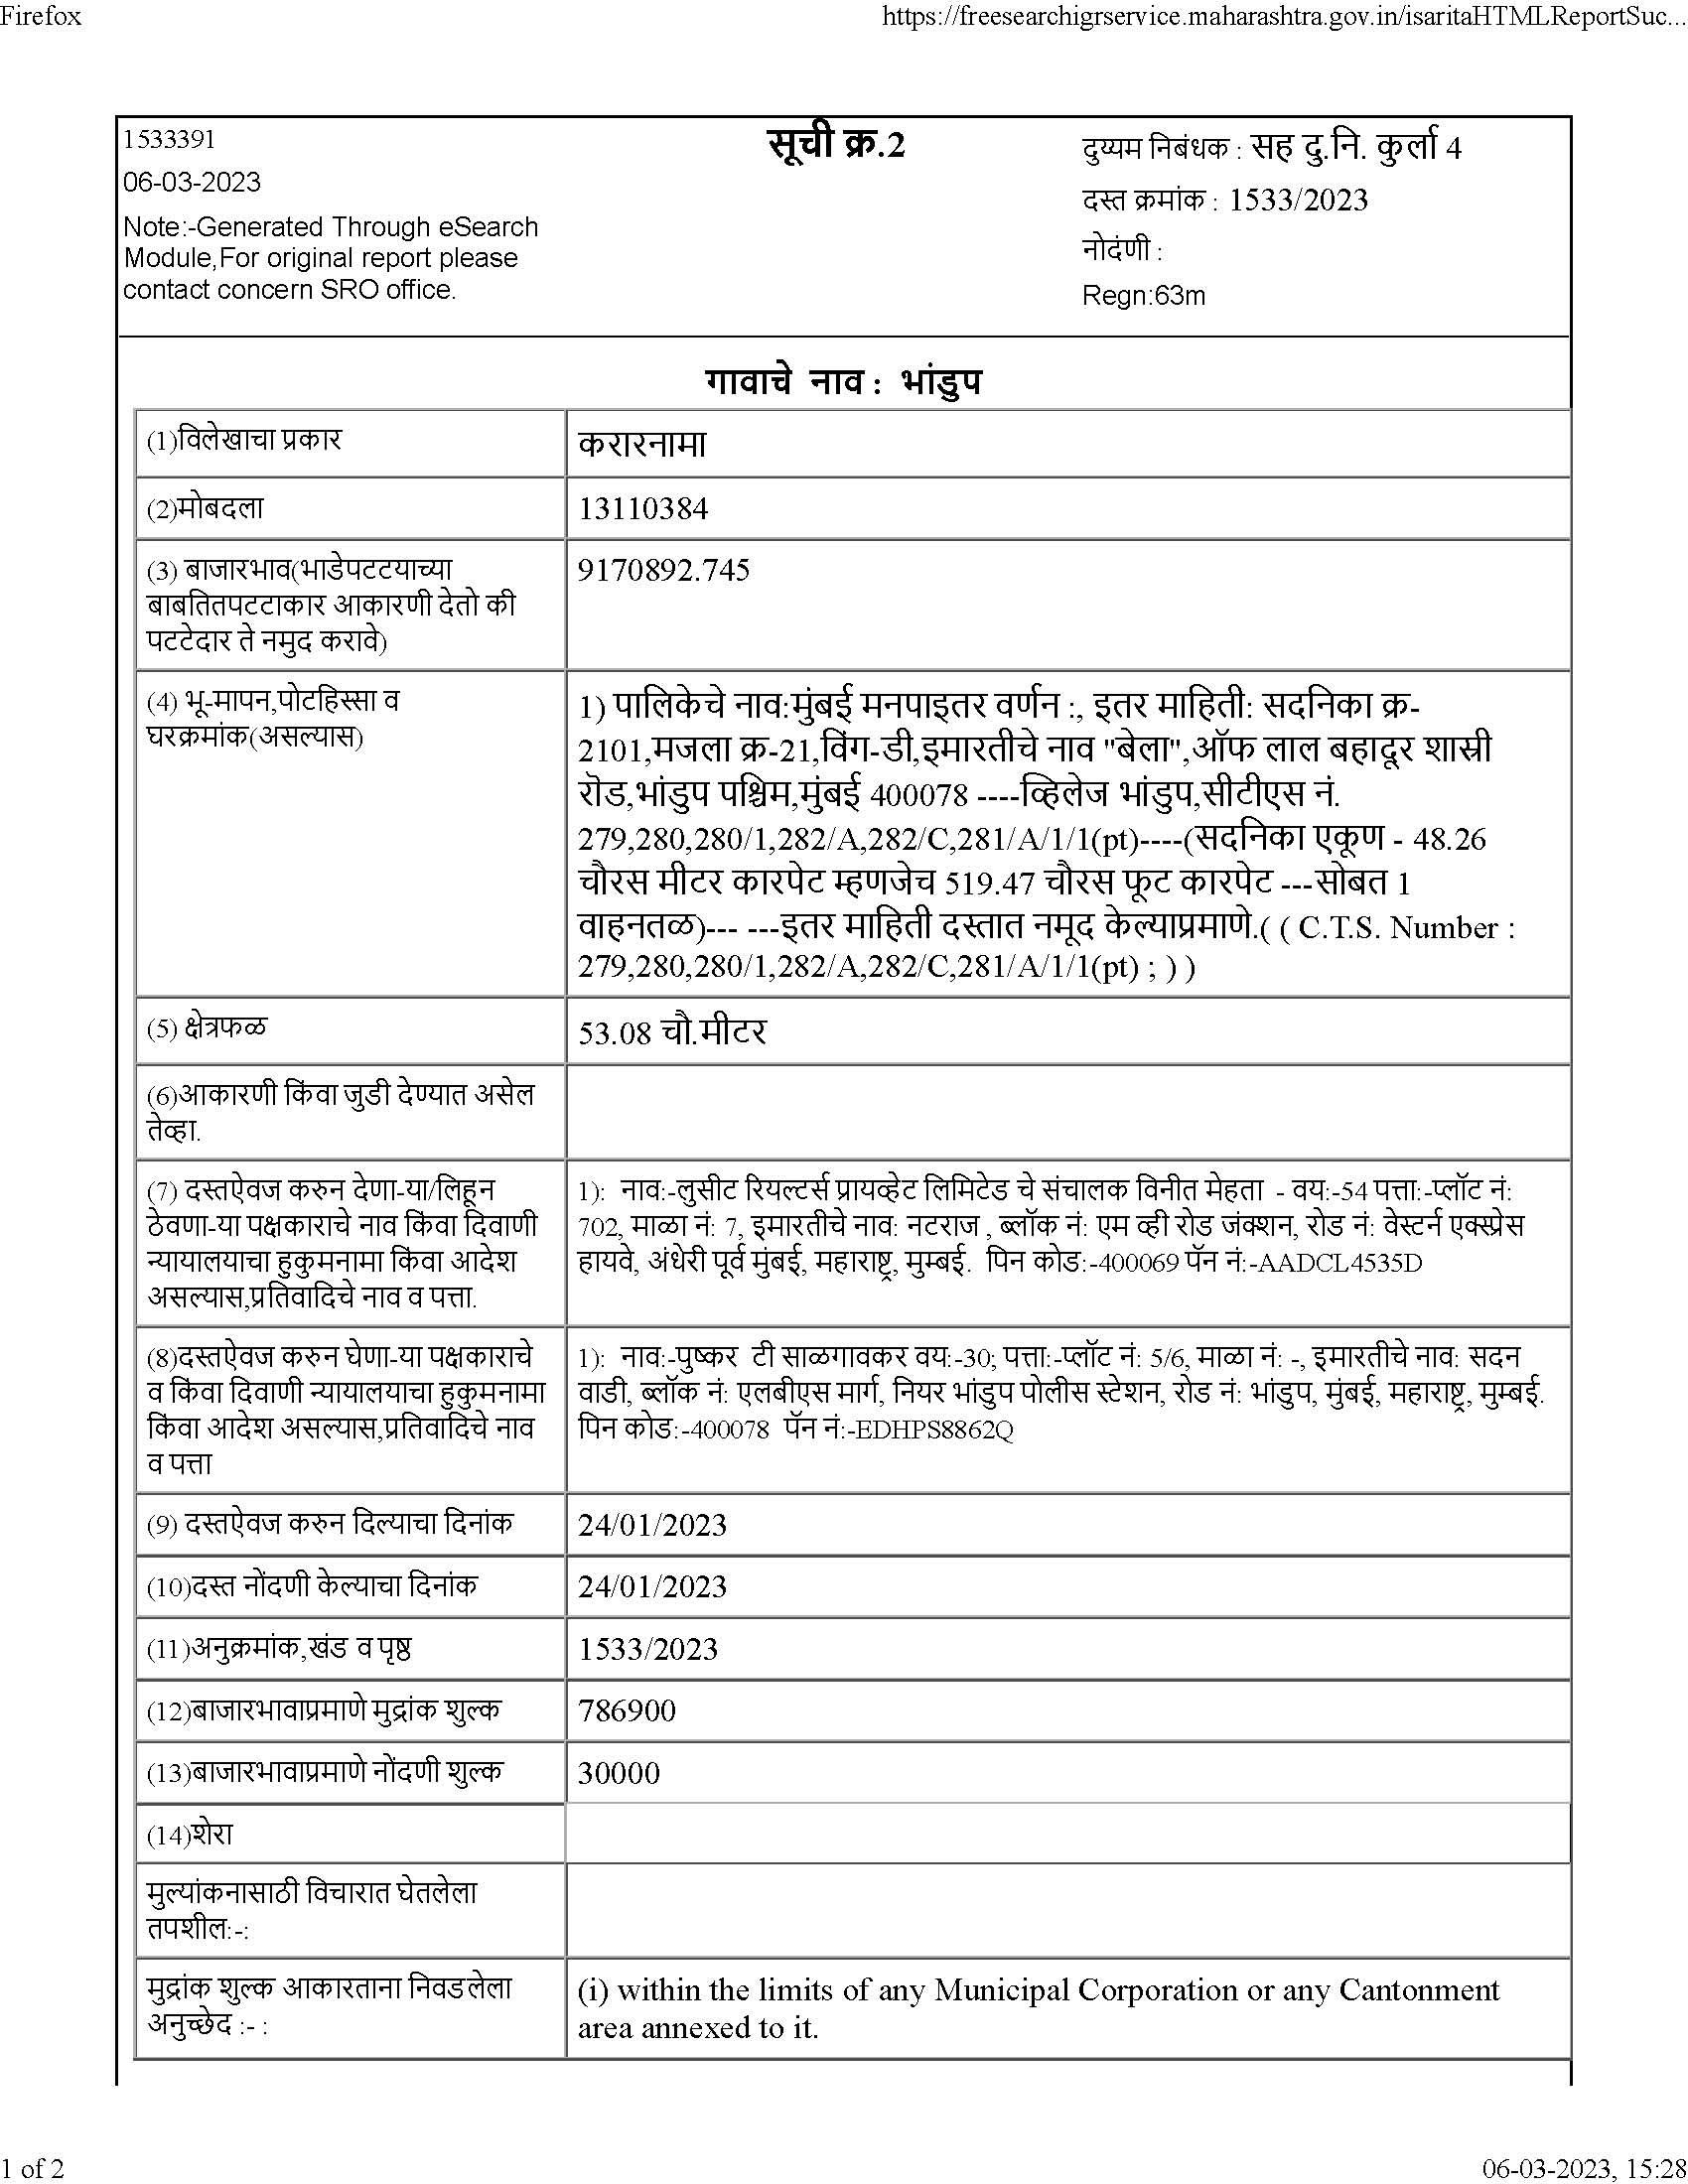 Firefox
https://freesearchigrservice.maharashtra.gov.in/isaritaHTMLReportSuc...
1533391
06-03-2023
Note:-Generated Through eSearch
Module,For original report please
contact concern SRO office.
सूची क्र.2
दुय्यम निबंधक : सह दु.नि. कुर्ला 4
दस्त क्रमांक : 1533/2023
नोदंणी :
Regn:63m
गावाचे नाव : भांडुप
(1)विलेखाचा प्रकार
करारनामा
(2)मोबदला
13110384
(3) बाजारभाव(भाडेपटटयाच्या
बाबतितपटटाकार आकारणी देतो की
पटटेदार ते नमुद करावे)
9170892.745
(4) भू-मापन,पोटहिस्सा व
घरक्रमांक(असल्यास)
1) पालिकेचे नाव:मुंबई मनपाइतर वर्णन :, इतर माहिती: सदनिका क्र-
2101,मजला क्र-21,विंग-डी,इमारतीचे नाव "बेला",ऑफ लाल बहादूर शास्त्री
रॊड,भांडुप पश्चिम,मुंबई 400078 ----व्हिलेज भांडुप,सीटीएस नं.
279,280,280/1,282/A,282/C,281/A/1/1(pt)----(सदनिका एकूण - 48.26
चौरस मीटर कारपेट म्हणजेच 519.47 चौरस फूट कारपेट ---सोबत 1
वाहनतळ)--- ---इतर माहिती दस्तात नमूद केल्याप्रमाणे.( ( C.T.S. Number :
279,280,280/1,282/A,282/C,281/A/1/1(pt) ; ) )
(5) क्षेत्रफळ
53.08 चौ.मीटर
(6)आकारणी किंवा जुडी देण्यात असेल
तेव्हा.
(7) दस्तऐवज करुन देणा-या/लिहून
ठेवणा-या पक्षकाराचे नाव किंवा दिवाणी
न्यायालयाचा हुकुमनामा किंवा आदेश
असल्यास,प्रतिवादिचे नाव व पत्ता.
1): नाव:-लुसीट रियल्टर्स प्रायव्हेट लिमिटेड चे संचालक विनीत मेहता - वय:-54 पत्ता:-प्लॉट नं:
702, माळा नं: 7, इमारतीचे नाव: नटराज , ब्लॉक नं: एम व्ही रोड जंक्शन, रोड नं: वेस्टर्न एक्स्प्रेस
हायवे, अंधेरी पूर्व मुंबई, महाराष्ट्र, मुम्बई. पिन कोड:-400069 पॅन नं:-AADCL4535D
(8)दस्तऐवज करुन घेणा-या पक्षकाराचे
व किंवा दिवाणी न्यायालयाचा हुकुमनामा
किंवा आदेश असल्यास,प्रतिवादिचे नाव
व पत्ता
1): नाव:-पुष्कर टी साळगावकर वय:-30; पत्ता:-प्लॉट नं: 5/6, माळा नं: -, इमारतीचे नाव: सदन
वाडी, ब्लॉक नं: एलबीएस मार्ग, नियर भांडुप पोलीस स्टेशन, रोड नं: भांडुप, मुंबई, महाराष्ट्र, मुम्बई.
पिन कोड:-400078 पॅन नं:-EDHPS8862Q
(9) दस्तऐवज करुन दिल्याचा दिनांक
24/01/2023
(10)दस्त नोंदणी केल्याचा दिनांक
24/01/2023
(11)अनुक्रमांक,खंड व पृष्ठ
1533/2023
(12)बाजारभावाप्रमाणे मुद्रांक शुल्क
786900
(13)बाजारभावाप्रमाणे नोंदणी शुल्क
30000
(14)शेरा
मुल्यांकनासाठी विचारात घेतलेला
तपशील:-:
मुद्रांक शुल्क आकारताना निवडलेला
अनुच्छेद :- :
(i) within the limits of any Municipal Corporation or any Cantonment
area annexed to it.
1 of 2
06-03-2023, 15:28